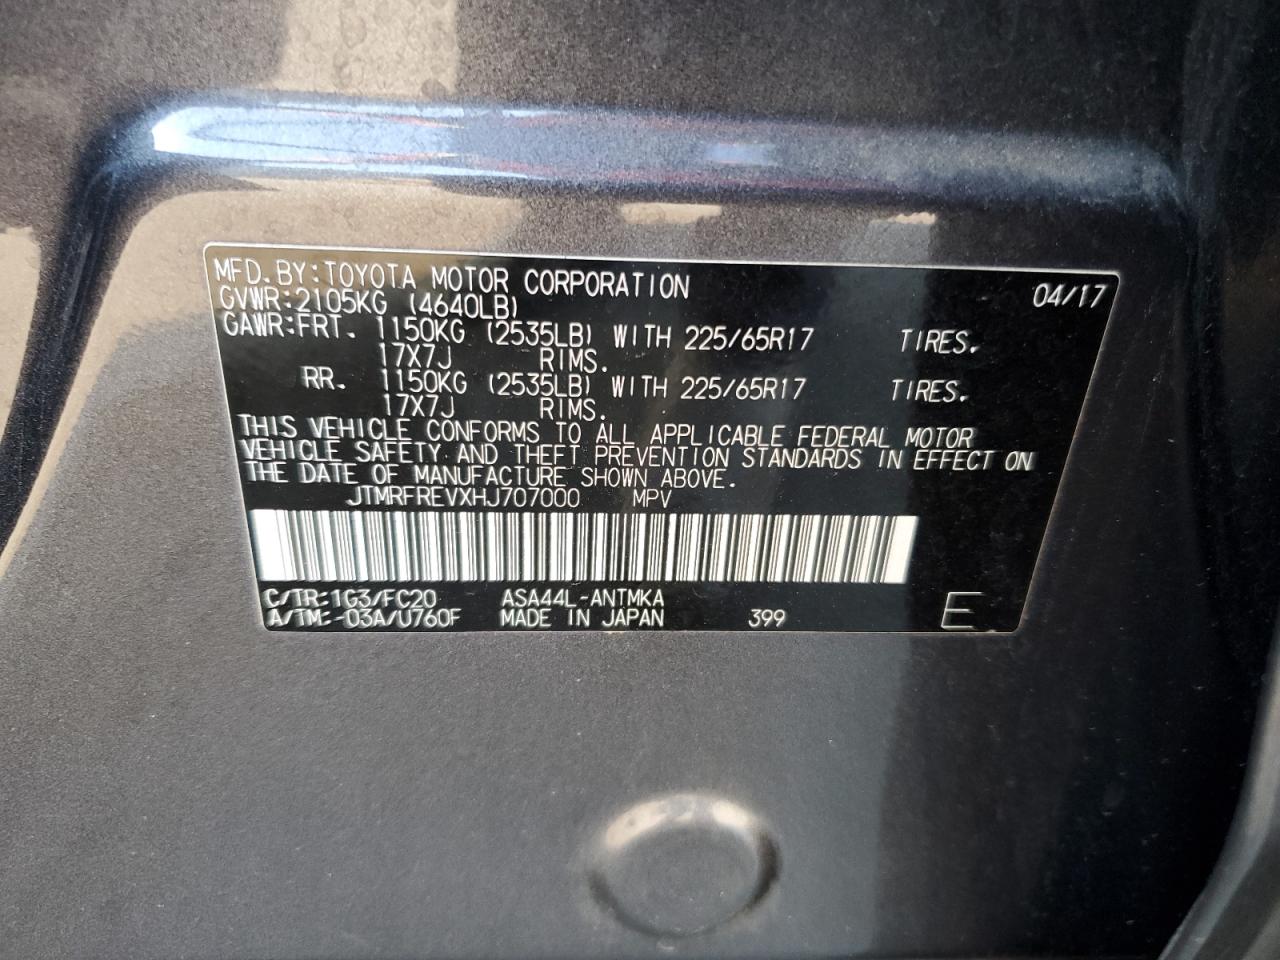 MFD. BY:TOYOTA MOTOR CORPORATION 04/17
GVWR:2105KG (4640LB)
GAWR:FRT. 1150KG (2535LB) WITH 225/65R17 TIRES.
17X7J RIMS.
RR. 1150KG (2535LB) WITH 225/65R17 TIRES.
17X7J RIMS.
THIS VEHICLE CONFORMS TO ALL APPLICABLE FEDERAL MOTOR
VEHICLE SAFETY AND THEFT PREVENTION STANDARDS IN EFFECT ON
THE DATE OF MANUFACTURE SHOWN ABOVE.
JTMRFREVXHJ707000 MPV
C/TR:1G3/FC20 ASA44L-ANTMKA
A/TM:-03A/U760F MADE IN JAPAN 399 E